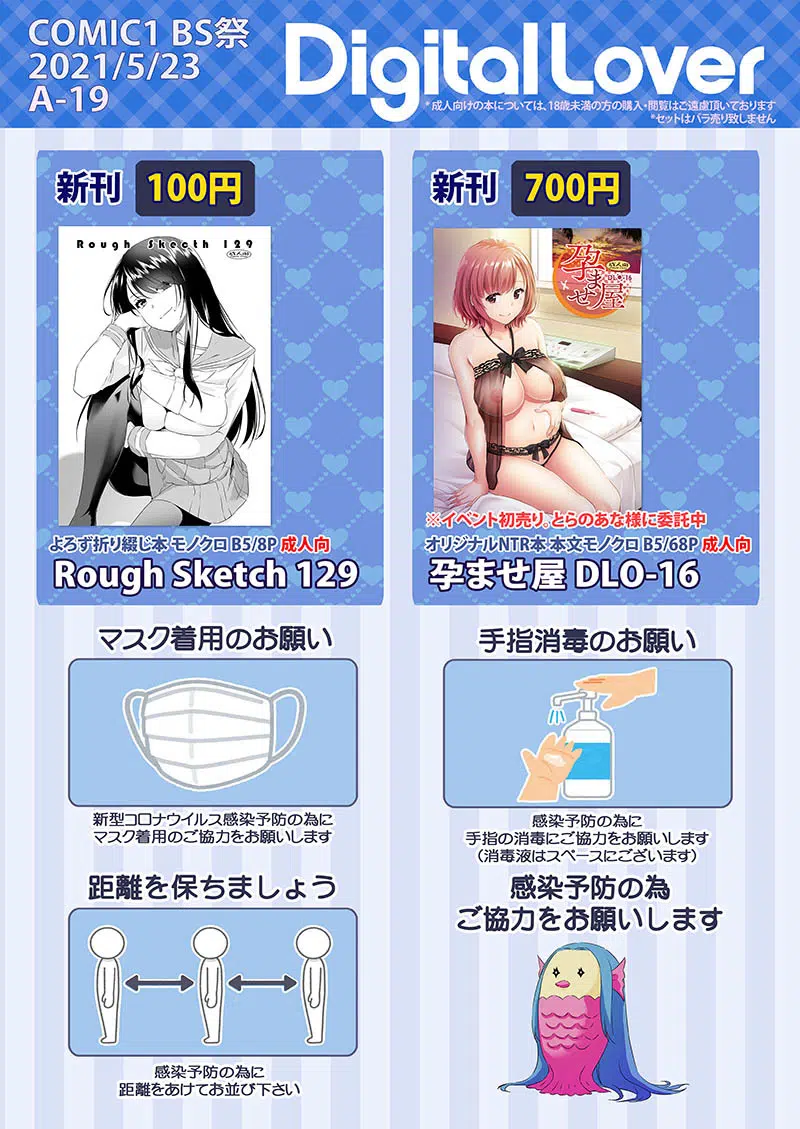 COMIC1 BS祭
2021/5/23
A-19
Digital Lover
*成人向けの本については、18歳未満の方の購入・閲覧はご遠慮頂いております
*セットはバラ売り致しません
新刊 100円
Rough Skecth 129
成人向
よろず折り綴じ本 モノクロ B5/8P 成人向
Rough Sketch 129
新刊 700円
孕ませ屋
成人向
DLO-16
※イベント初売り。とらのあな様に委託中
オリジナルNTR本 本文モノクロ B5/68P 成人向
孕ませ屋 DLO-16
マスク着用のお願い
新型コロナウイルス感染予防の為に
マスク着用のご協力をお願いします
手指消毒のお願い
感染予防の為に
手指の消毒にご協力をお願いします
(消毒液はスペースにございます)
距離を保ちましょう
感染予防の為に
距離をあけてお並び下さい
感染予防の為
ご協力をお願いします